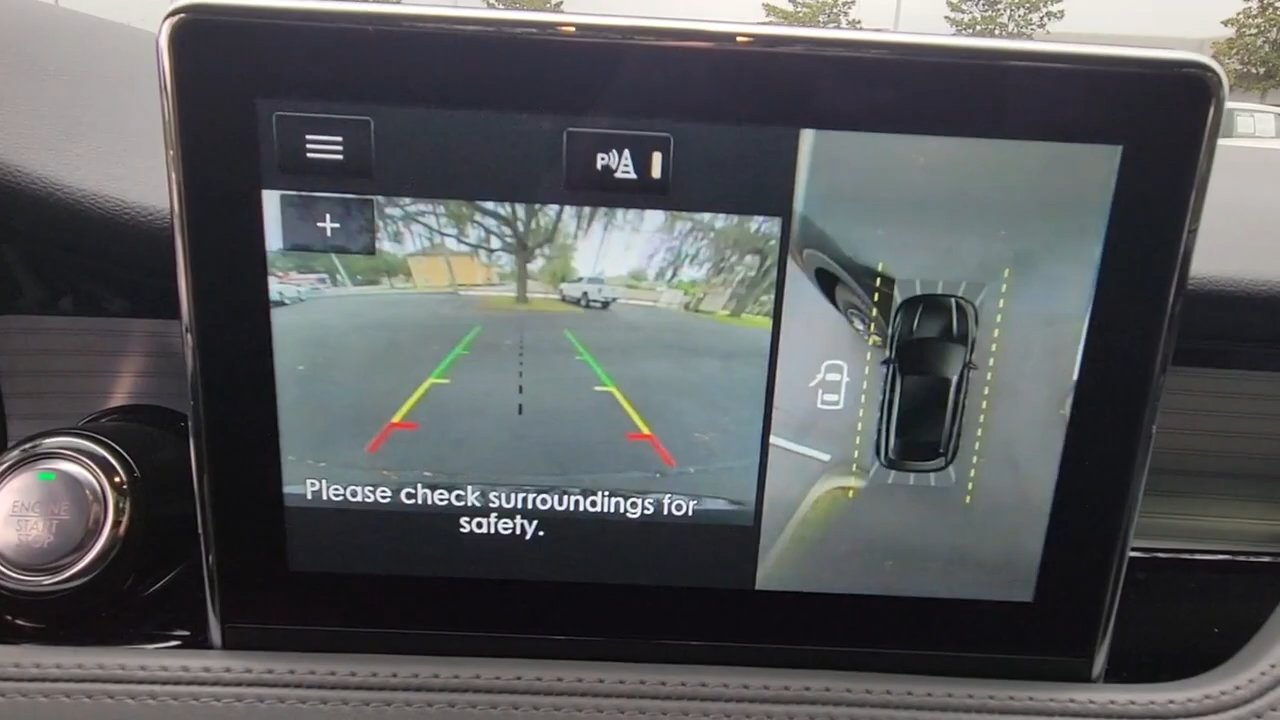 P
Please check surroundings for
safety.
ENGINE
START
STOP